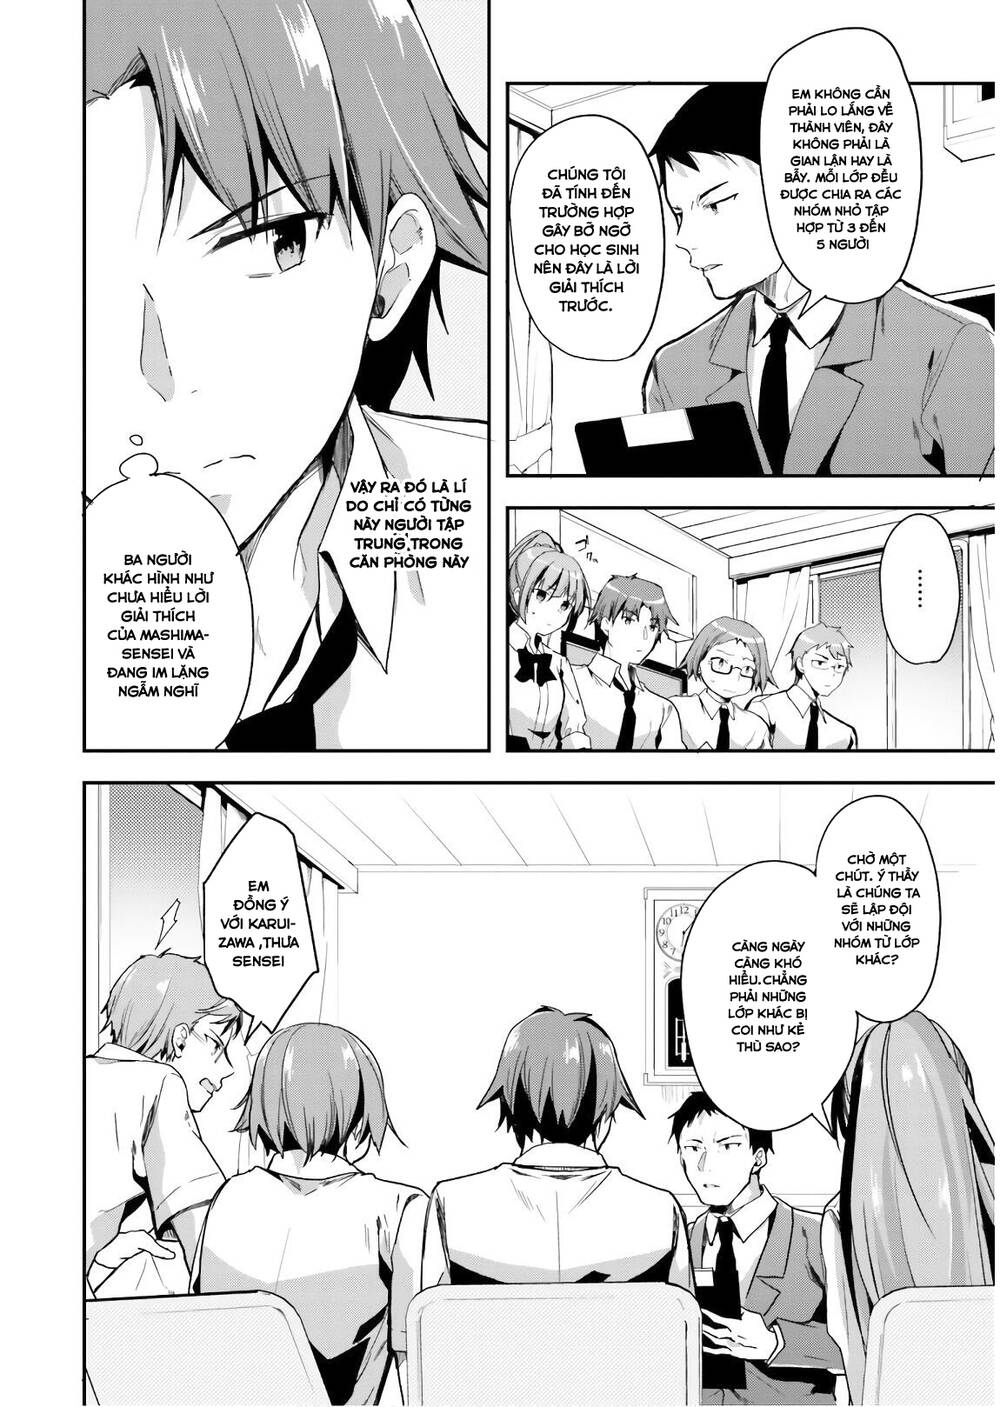 EM KHÔNG CẦN
PHẢI LO LẮNG VỀ
THÀNH VIÊN, ĐÂY
KHÔNG PHẢI LÀ
GIAN LẬN HAY LÀ
BẪY. MỖI LỚP ĐỀU
ĐƯỢC CHIA RA CÁC
NHÓM NHỎ TẬP
HỢP TỪ 3 ĐẾN
5 NGƯỜI
CHÚNG TÔI
ĐÃ TÍNH ĐẾN
TRƯỜNG HỢP
GÂY BỠ NGỠ
CHO HỌC SINH
NÊN ĐÂY LÀ LỜI
GIẢI THÍCH
TRƯỚC.
.........
VẬY RA ĐÓ LÀ LÍ
DO CHỈ CÓ TỪNG
NÀY NGƯỜI TẬP
TRUNG TRONG
CĂN PHÒNG NÀY
BA NGƯỜI
KHÁC HÌNH NHƯ
CHƯA HIỂU LỜI
GIẢI THÍCH
CỦA MASHIMA-
SENSEI VÀ
ĐANG IM LẶNG
NGẪM NGHĨ
CHỜ MỘT
CHÚT. Ý THẦY
LÀ CHÚNG TA
SẼ LẬP ĐỘI
VỚI NHỮNG
NHÓM TỪ LỚP
KHÁC?
CÀNG NGÀY
CÀNG KHÓ
HIỂU.CHẲNG
PHẢI NHỮNG
LỚP KHÁC BỊ
COI NHƯ KẺ
THÙ SAO?
EM
ĐỒNG Ý
VỚI KARUI-
ZAWA ,THƯA
SENSEI